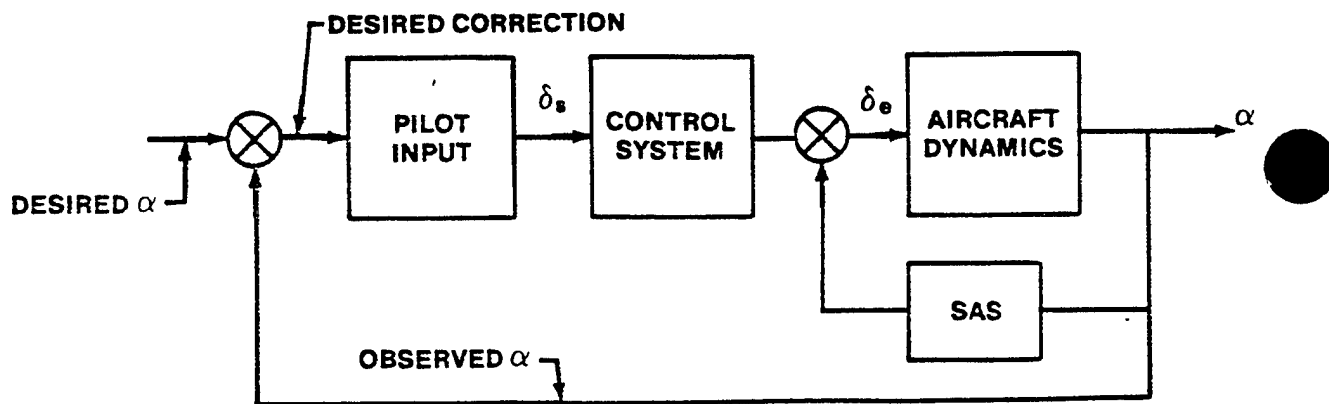 DESIRED CORRECTION
PILOT
INPUT
δs
CONTROL
SYSTEM
δe
AIRCRAFT
DYNAMICS
α
DESIRED α
SAS
OBSERVED α